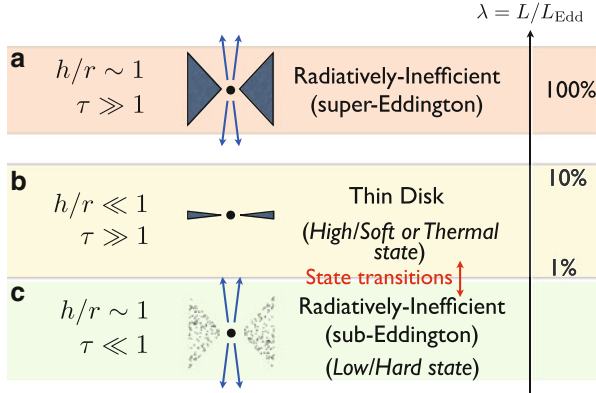 λ = L/L_Edd
a
h/r ∼ 1
τ ≫ 1
Radiatively-Inefficient
(super-Eddington)
100%
b
h/r ≪ 1
τ ≫ 1
Thin Disk
(High/Soft or Thermal
state)
10%
State transitions
1%
c
h/r ∼ 1
τ ≪ 1
Radiatively-Inefficient
(sub-Eddington)
(Low/Hard state)